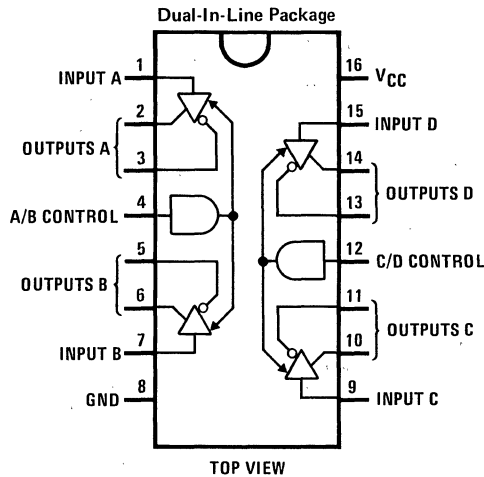 Dual-In-Line Package
INPUT A 1
2
OUTPUTS A
3
A/B CONTROL 4
5
OUTPUTS B
6
INPUT B 7
GND 8
16 VCC
15 INPUT D
14
OUTPUTS D
13
12 C/D CONTROL
11
OUTPUTS C
10
9 INPUT C
TOP VIEW